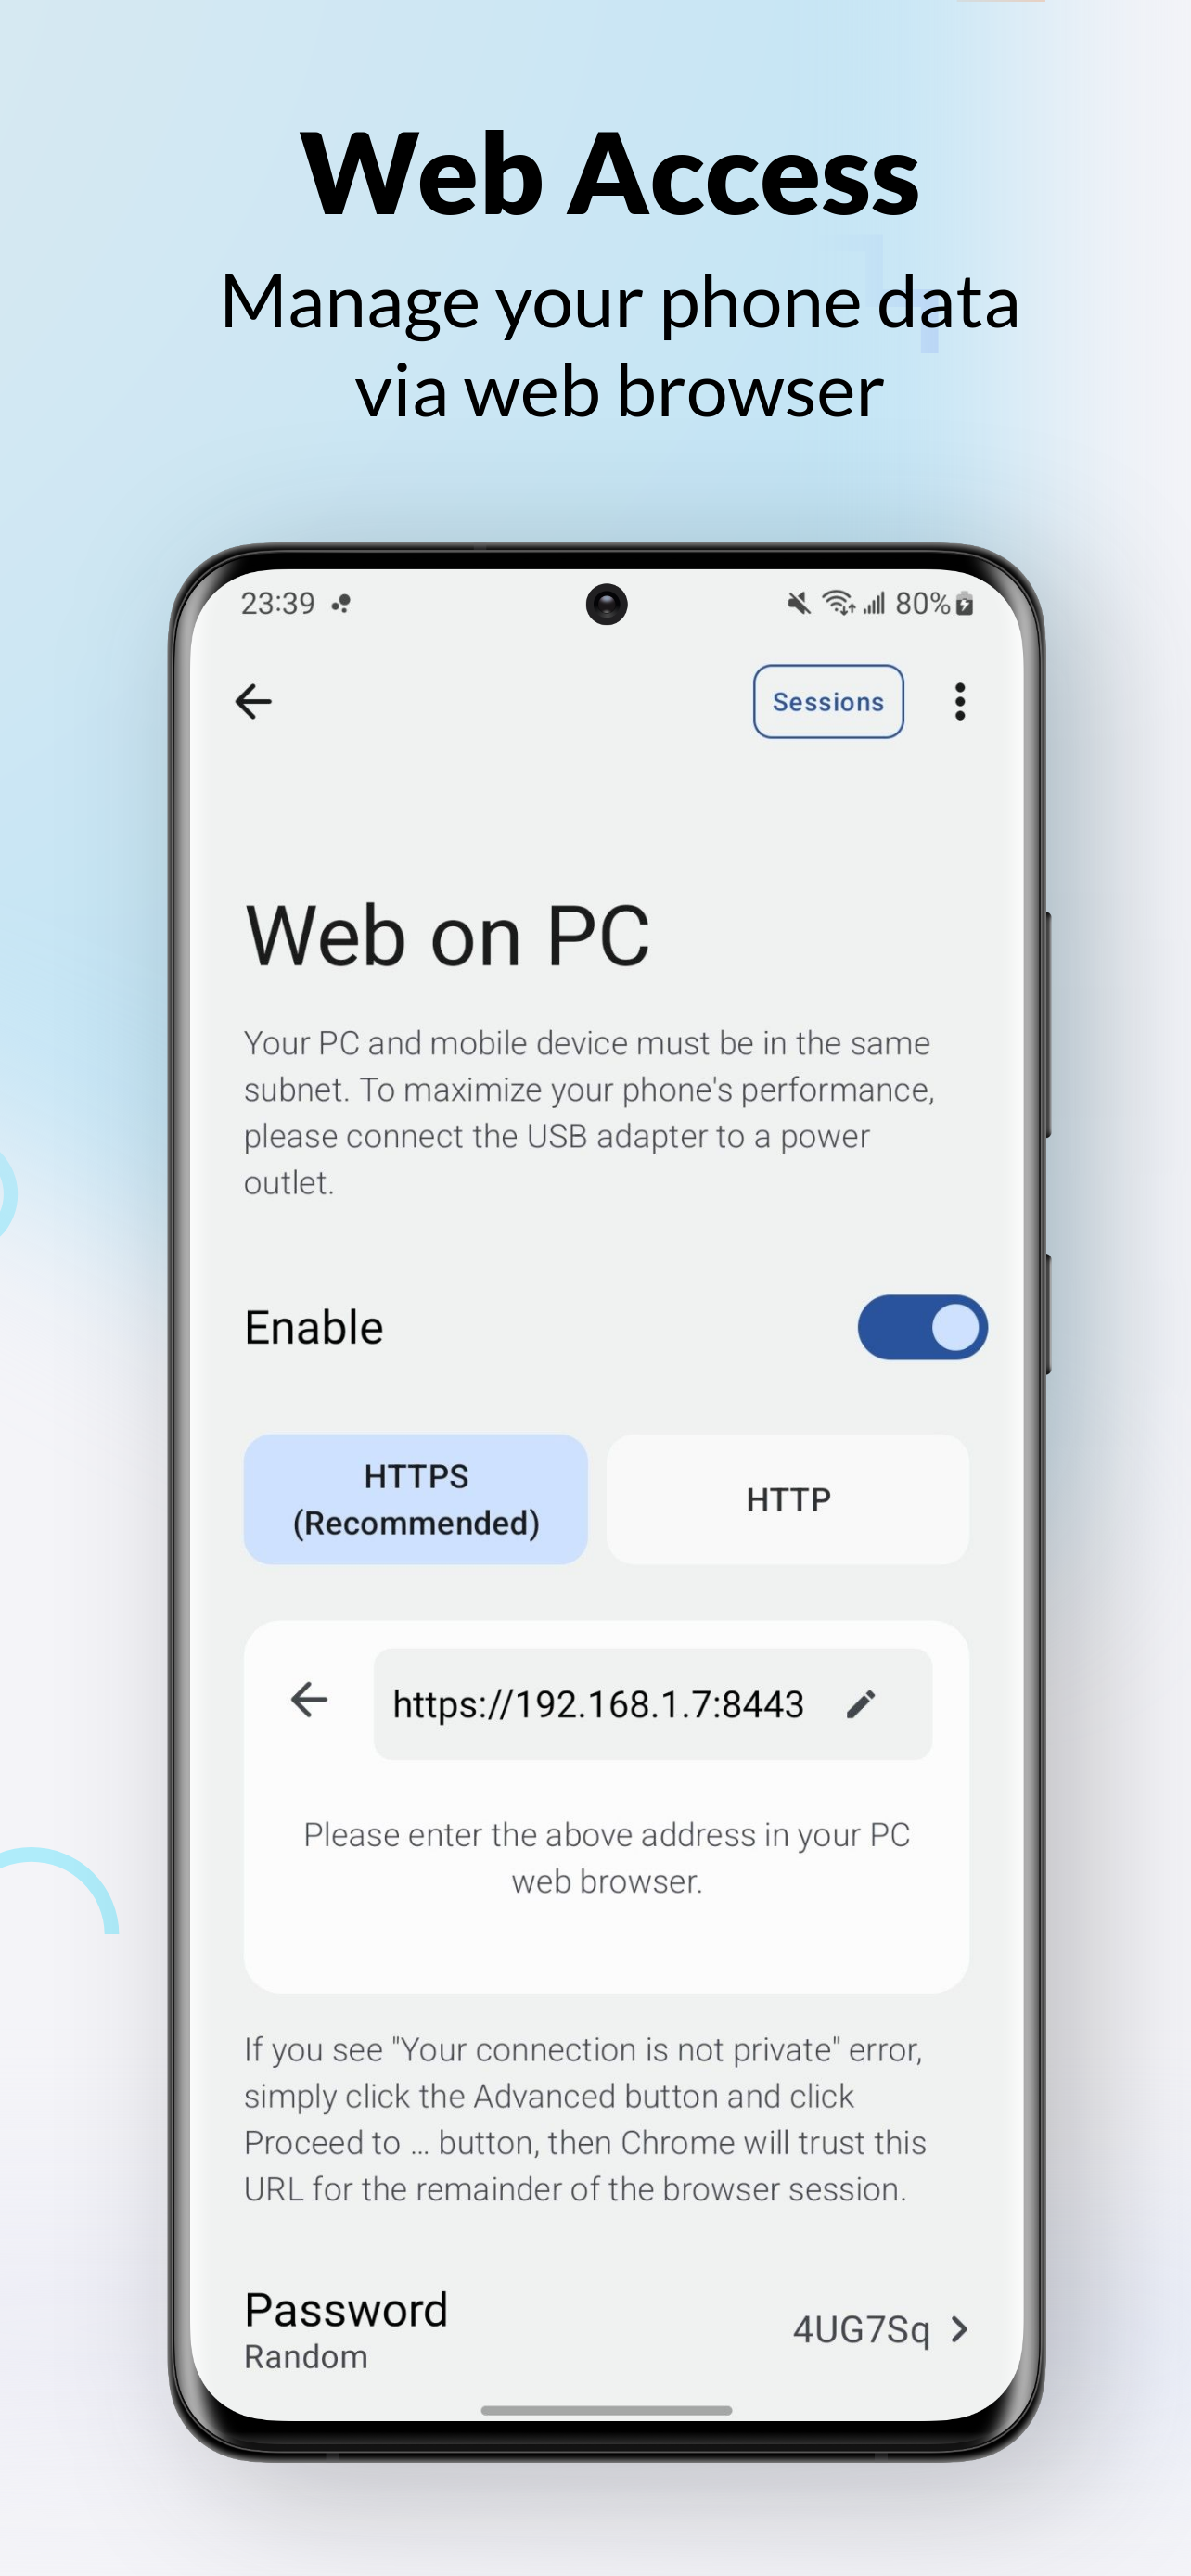 Web Access
Manage your phone data
via web browser
23:39
80%
Sessions
Web on PC
Your PC and mobile device must be in the same
subnet. To maximize your phone's performance,
please connect the USB adapter to a power
outlet.
Enable
HTTPS
(Recommended)
HTTP
https://192.168.1.7:8443
Please enter the above address in your PC
web browser.
If you see "Your connection is not private" error,
simply click the Advanced button and click
Proceed to ... button, then Chrome will trust this
URL for the remainder of the browser session.
Password
4UG7Sq
Random